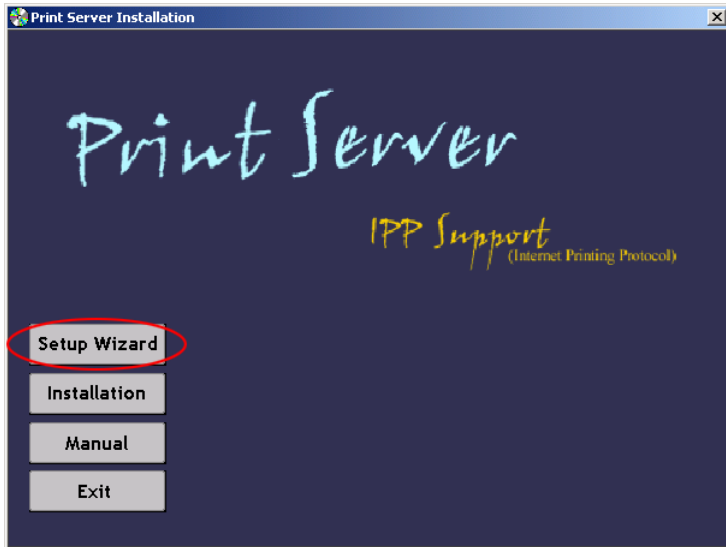 Print Server Installation
Print Server
IPP Support
(Internet Printing Protocol)
Setup Wizard
Installation
Manual
Exit